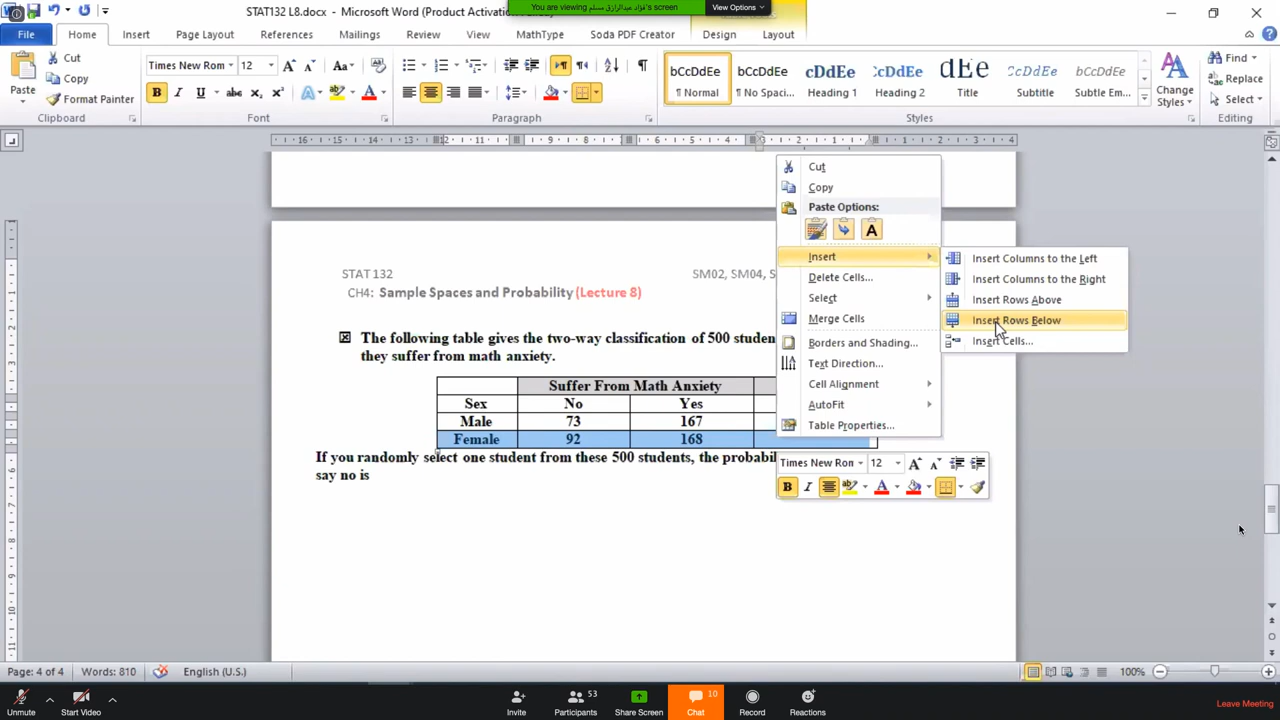 STAT132 L8.docx - Microsoft Word (Product Activation
You are viewing فؤاد عبدالرازق مسلم's screen
View Options
File Home Insert Page Layout References Mailings Review View MathType Soda PDF Creator Design Layout
Paste
Cut
Copy
Format Painter
Clipboard
Times New Rom 12
Font
Paragraph
bCcDdEe bCcDdEe cDdEe CcDdEe dEe CcDdEe bCcDdEe
¶ Normal ¶ No Spaci... Heading 1 Heading 2 Title Subtitle Subtle Em...
Styles
Change
Styles
Find
Replace
Select
Editing
STAT 132
SM02, SM04, S
CH4: Sample Spaces and Probability (Lecture 8)
The following table gives the two-way classification of 500 studen
they suffer from math anxiety.
Suffer From Math Anxiety
Sex No Yes
Male 73 167
Female 92 168
If you randomly select one student from these 500 students, the probabil
say no is
Cut
Copy
Paste Options:
Insert
Delete Cells...
Select
Merge Cells
Borders and Shading...
Text Direction...
Cell Alignment
AutoFit
Table Properties...
Insert Columns to the Left
Insert Columns to the Right
Insert Rows Above
Insert Rows Below
Insert Cells...
Times New Rom 12
Page: 4 of 4 Words: 810 English (U.S.) 100%
Unmute
Start Video
Invite
Participants 53
Share Screen
Chat 10
Record
Reactions
Leave Meeting